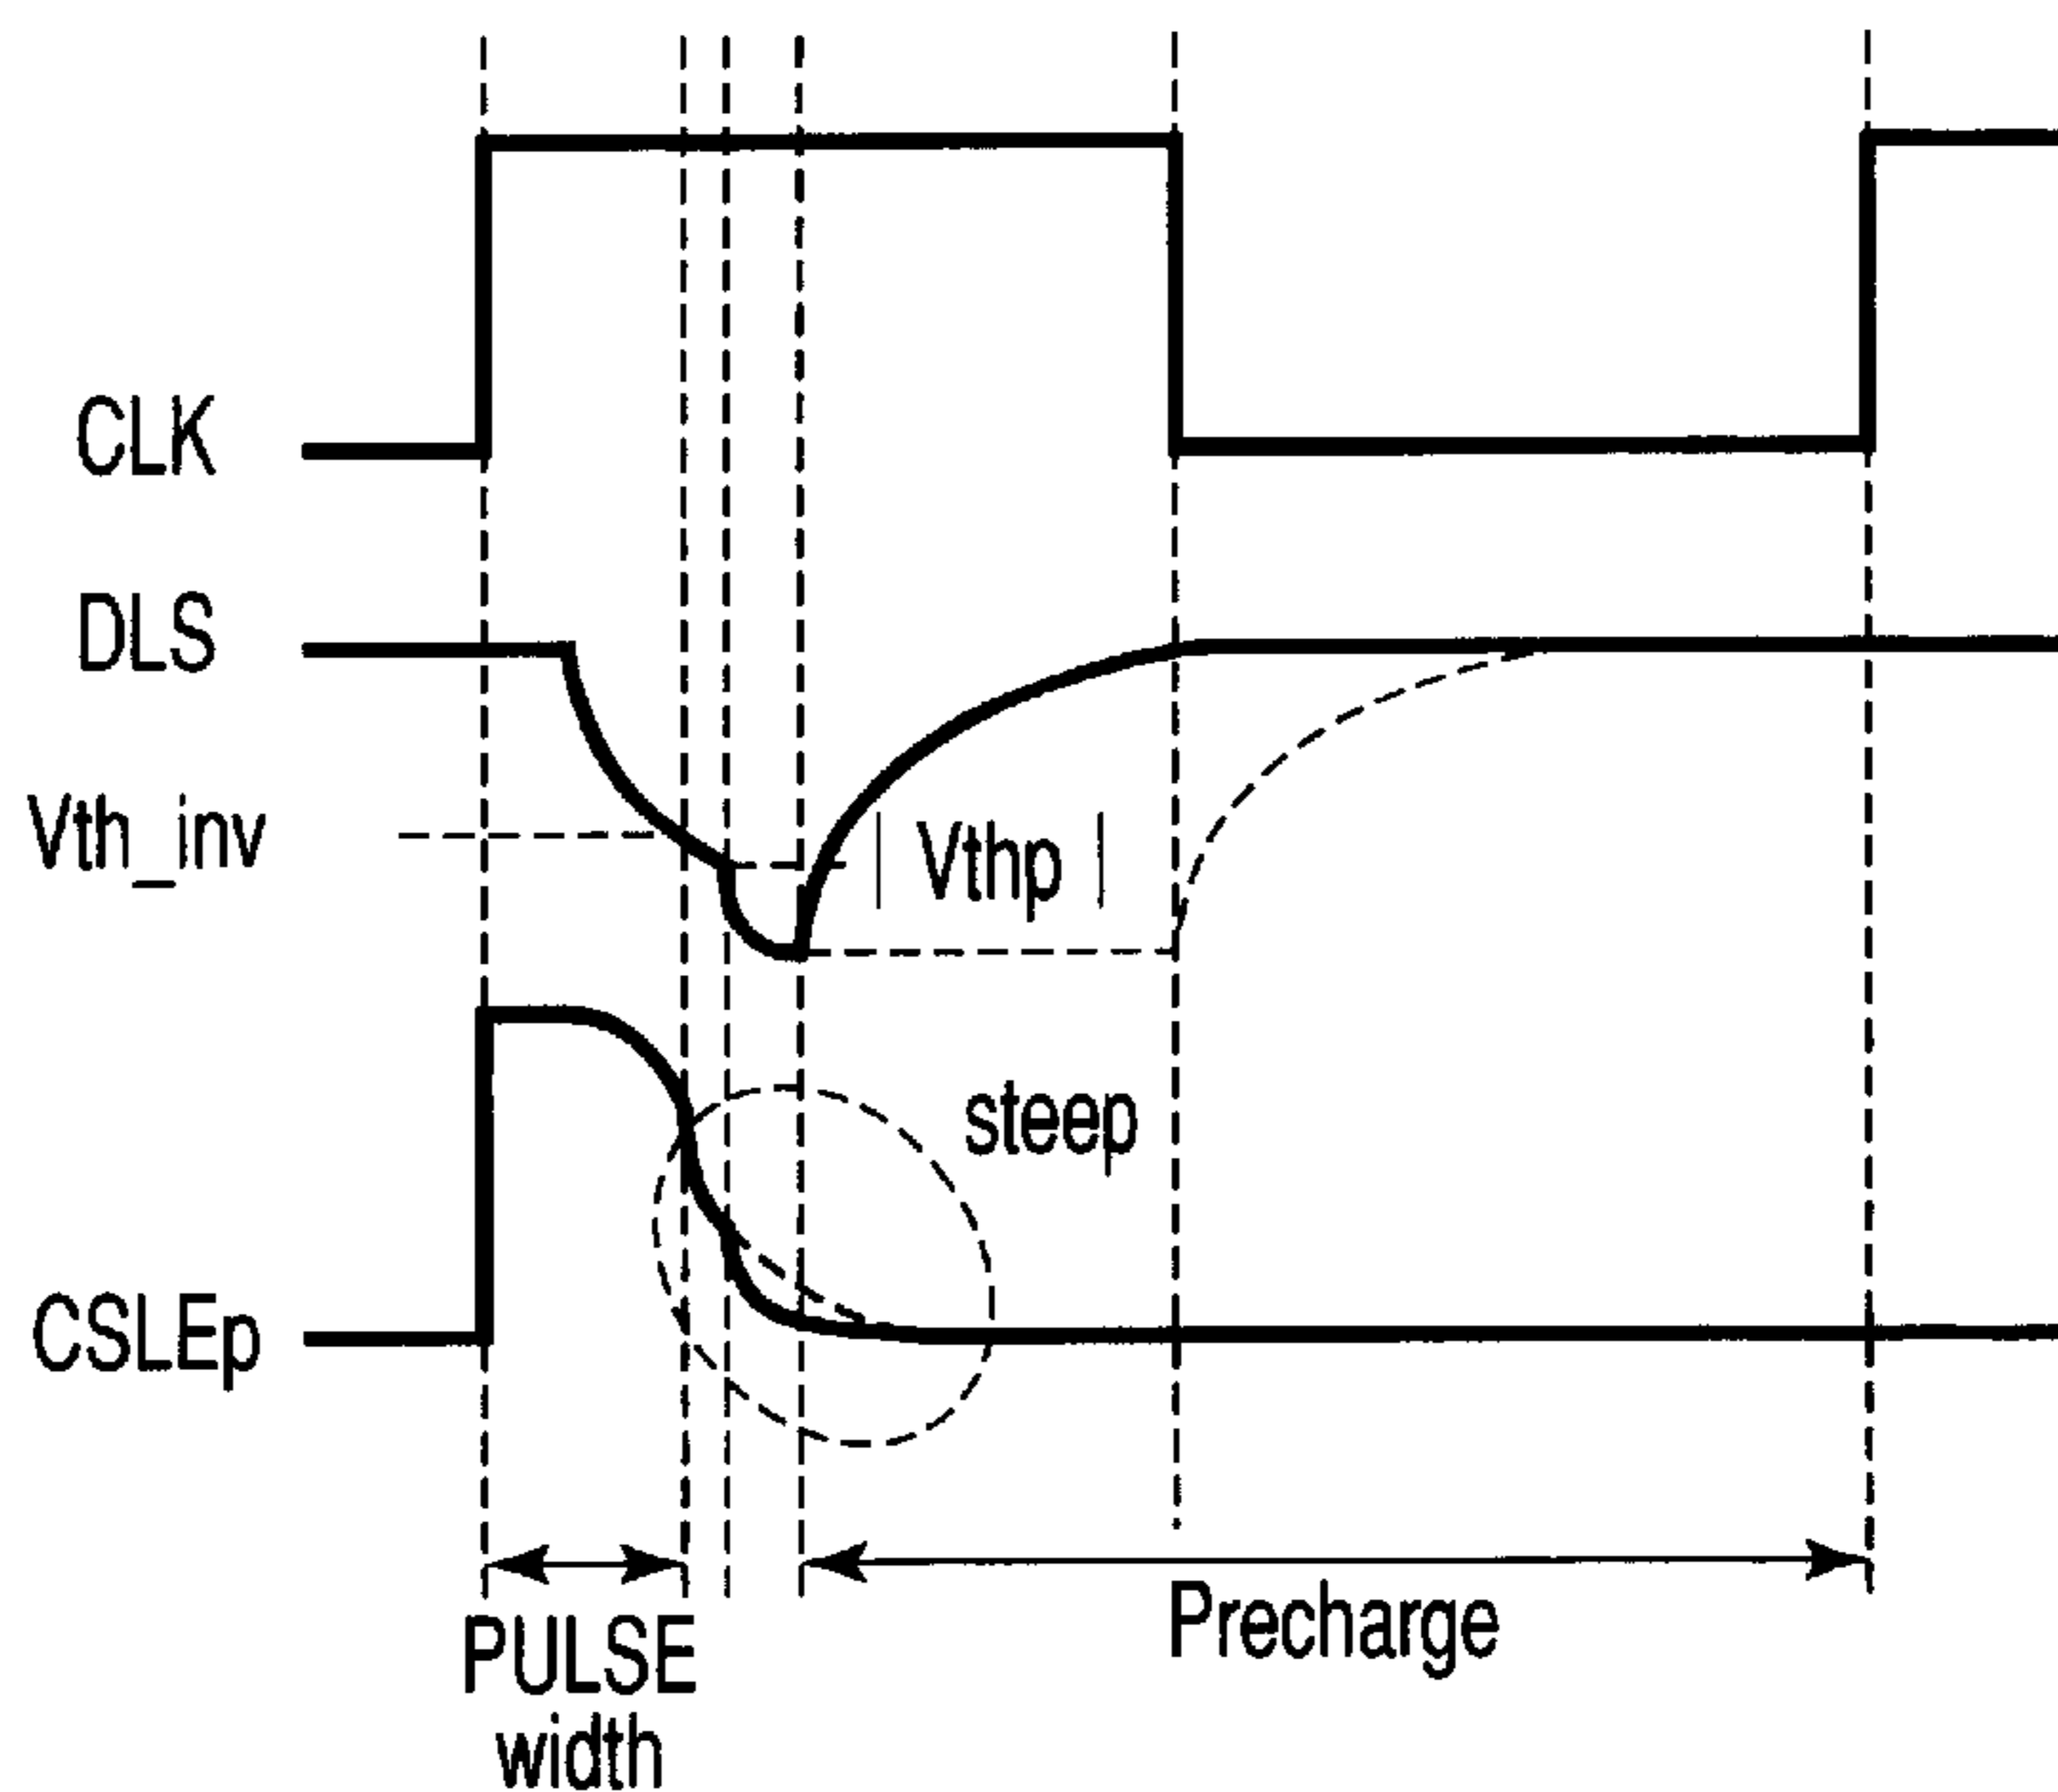 CLK
DLS
Vth_inv
| Vthp |
steep
CSLEp
Precharge
PULSE
width